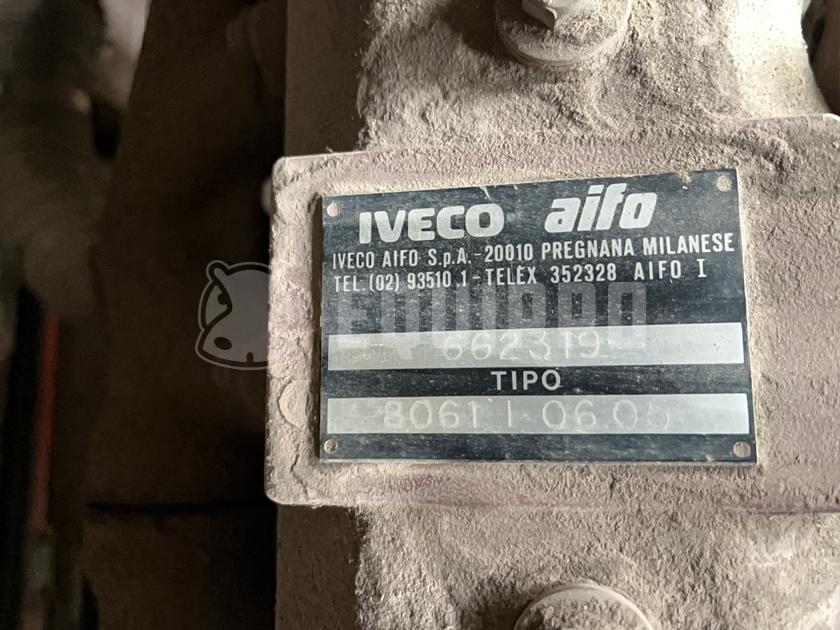 IVECO aifo
IVECO AIFO S.p.A.-20010 PREGNANA MILANESE
TEL.(02) 93510.1-TELEX 352328 AIFO I
EQUIPPO
662319
TIPO
8061 I 06.05